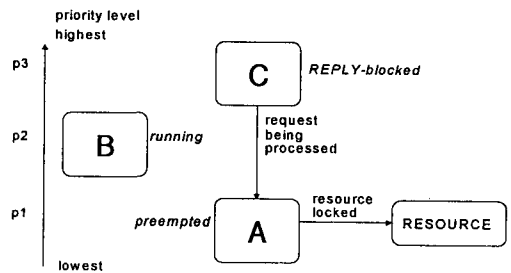 priority level
highest
p3
C
REPLY-blocked
request
being
processed
p2
B
running
p1
preempted
A
resource
locked
RESOURCE
lowest